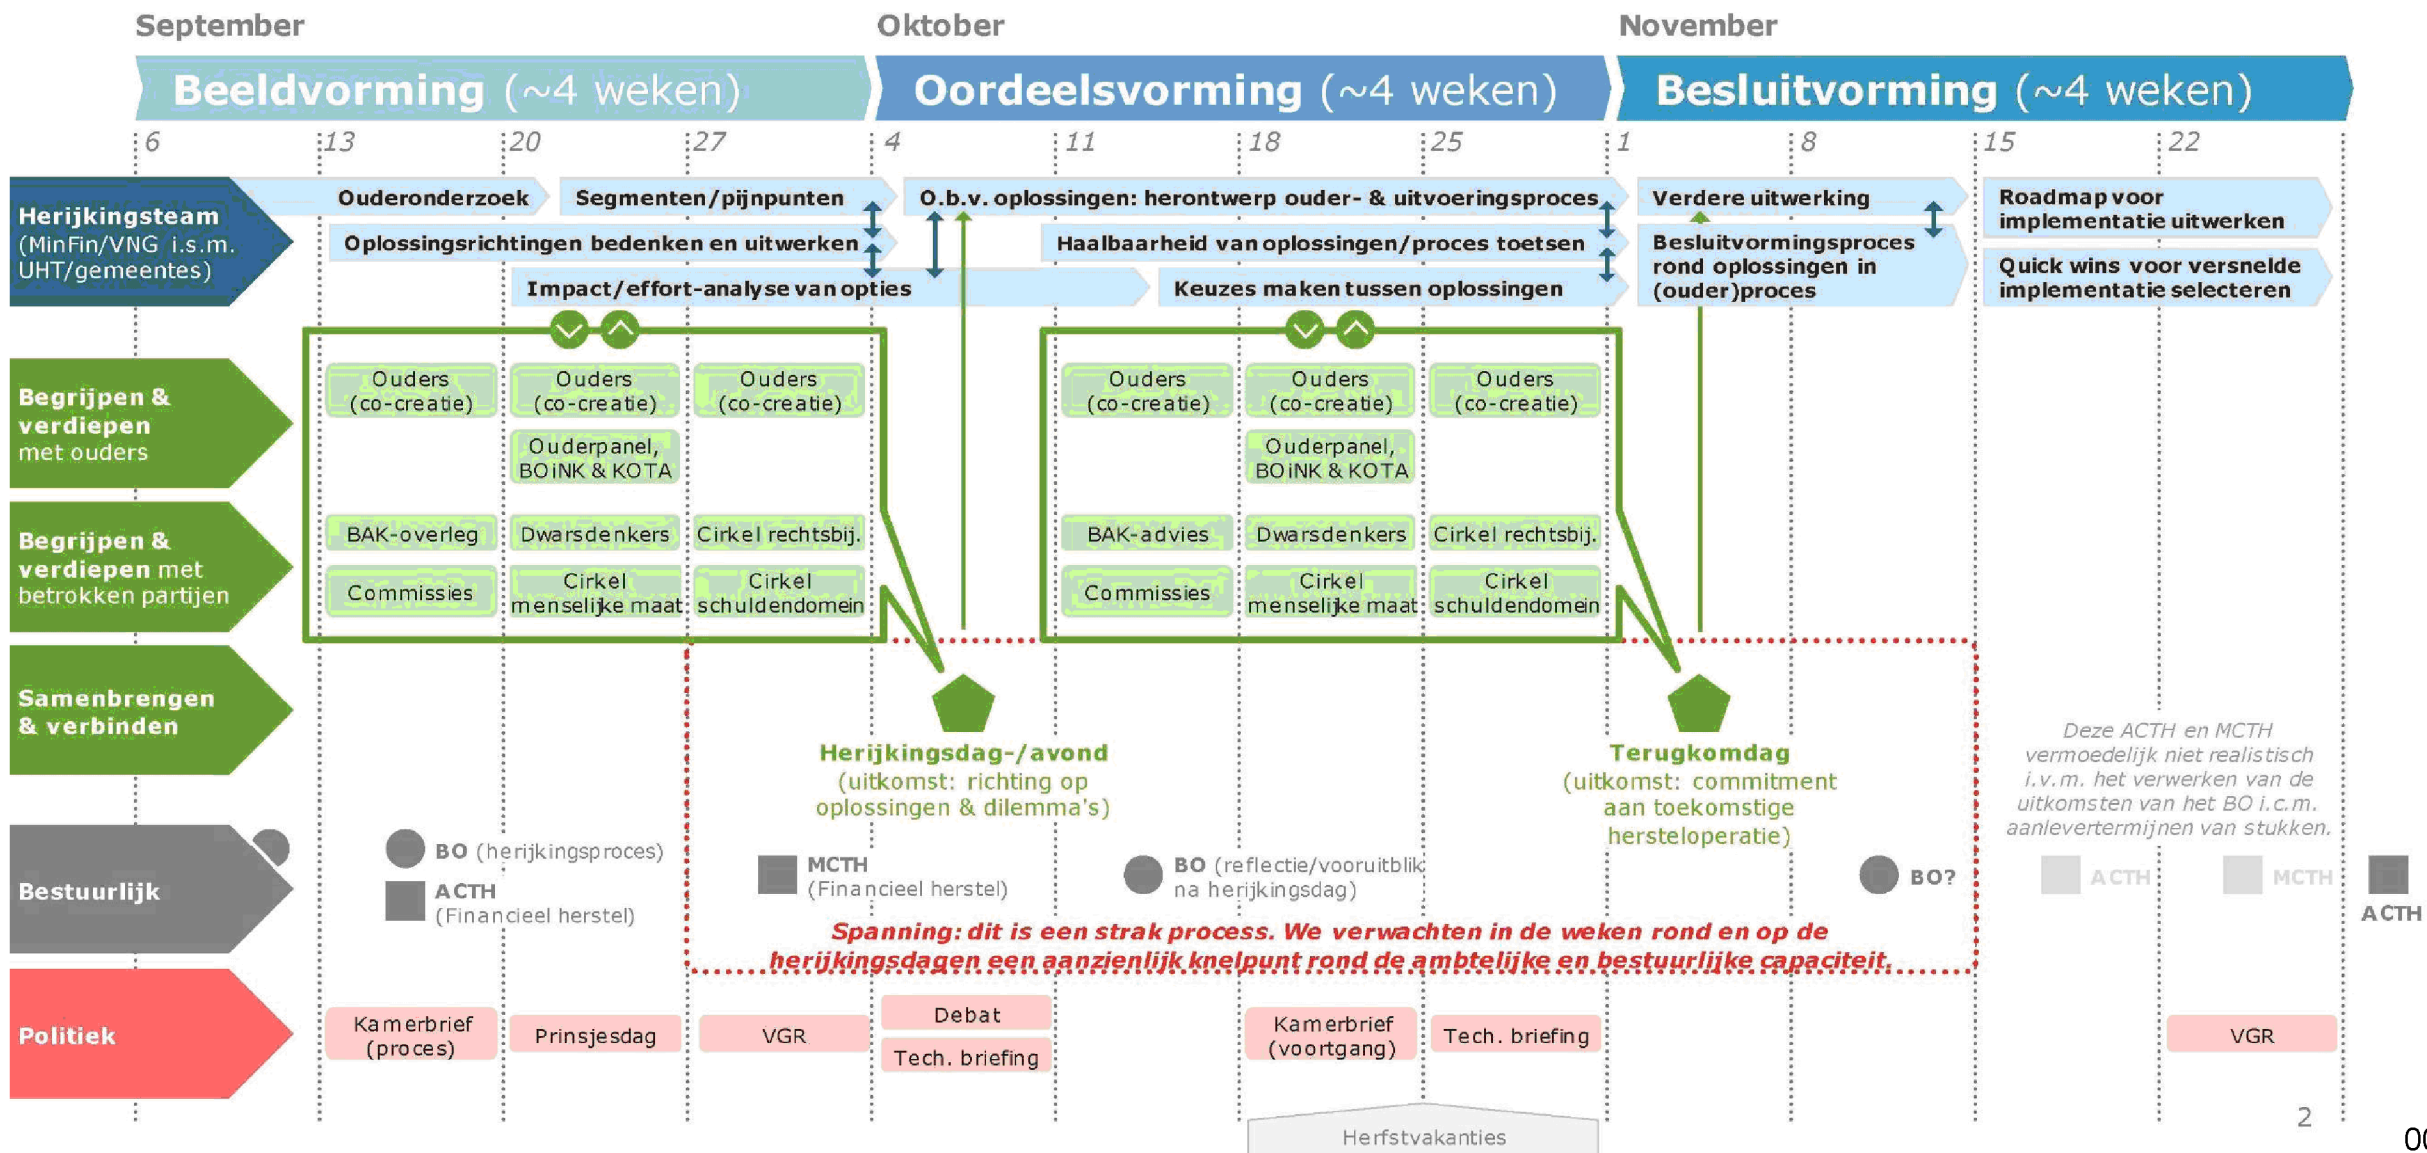 September
Oktober
November
Beeldvorming (~4 weken)
Oordeelsvorming (~4 weken)
Besluitvorming (~4 weken)
6
13
20
27
4
11
18
25
1
8
15
22
Herijkingsteam
(MinFin/VNG i.s.m.
UHT/gemeentes)
Ouderonderzoek
Segmenten/pijnpunten
O.b.v. oplossingen: herontwerp ouder- & uitvoeringsproces
Verdere uitwerking
Roadmap voor
implementatie uitwerken
Oplossingsrichtingen bedenken en uitwerken
Haalbaarheid van oplossingen/proces toetsen
Besluitvormingsproces
rond oplossingen in
(ouder)proces
Quick wins voor versnelde
implementatie selecteren
Impact/effort-analyse van opties
Keuzes maken tussen oplossingen
Begrijpen &
verdiepen
met ouders
Ouders
(co-creatie)
Ouders
(co-creatie)
Ouders
(co-creatie)
Ouders
(co-creatie)
Ouders
(co-creatie)
Ouders
(co-creatie)
Ouderpanel,
BOiNK & KOTA
Ouderpanel,
BOiNK & KOTA
Begrijpen &
verdiepen met
betrokken partijen
BAK-overleg
Dwarsdenkers
Cirkel rechtsbij.
BAK-advies
Dwarsdenkers
Cirkel rechtsbij.
Commissies
Cirkel
menselijke maat
Cirkel
schuldendomein
Commissies
Cirkel
menselijke maat
Cirkel
schuldendomein
Samenbrengen
& verbinden
Herijkingsdag-/avond
(uitkomst: richting op
oplossingen & dilemma's)
Terugkomdag
(uitkomst: commitment
aan toekomstige
hersteloperatie)
Deze ACTH en MCTH
vermoedelijk niet realistisch
i.v.m. het verwerken van de
uitkomsten van het BO i.c.m.
aanlevertermijnen van stukken.
Bestuurlijk
BO (herijkingsproces)
ACTH
(Financieel herstel)
MCTH
(Financieel herstel)
BO (reflectie/vooruitblik
na herijkingsdag)
BO?
ACTH
MCTH
ACTH
Spanning: dit is een strak process. We verwachten in de weken rond en op de
herijkingsdagen een aanzienlijk knelpunt rond de ambtelijke en bestuurlijke capaciteit.
Politiek
Kamerbrief
(proces)
Prinsjesdag
VGR
Debat
Tech. briefing
Kamerbrief
(voortgang)
Tech. briefing
VGR
Herfstvakanties
2
00